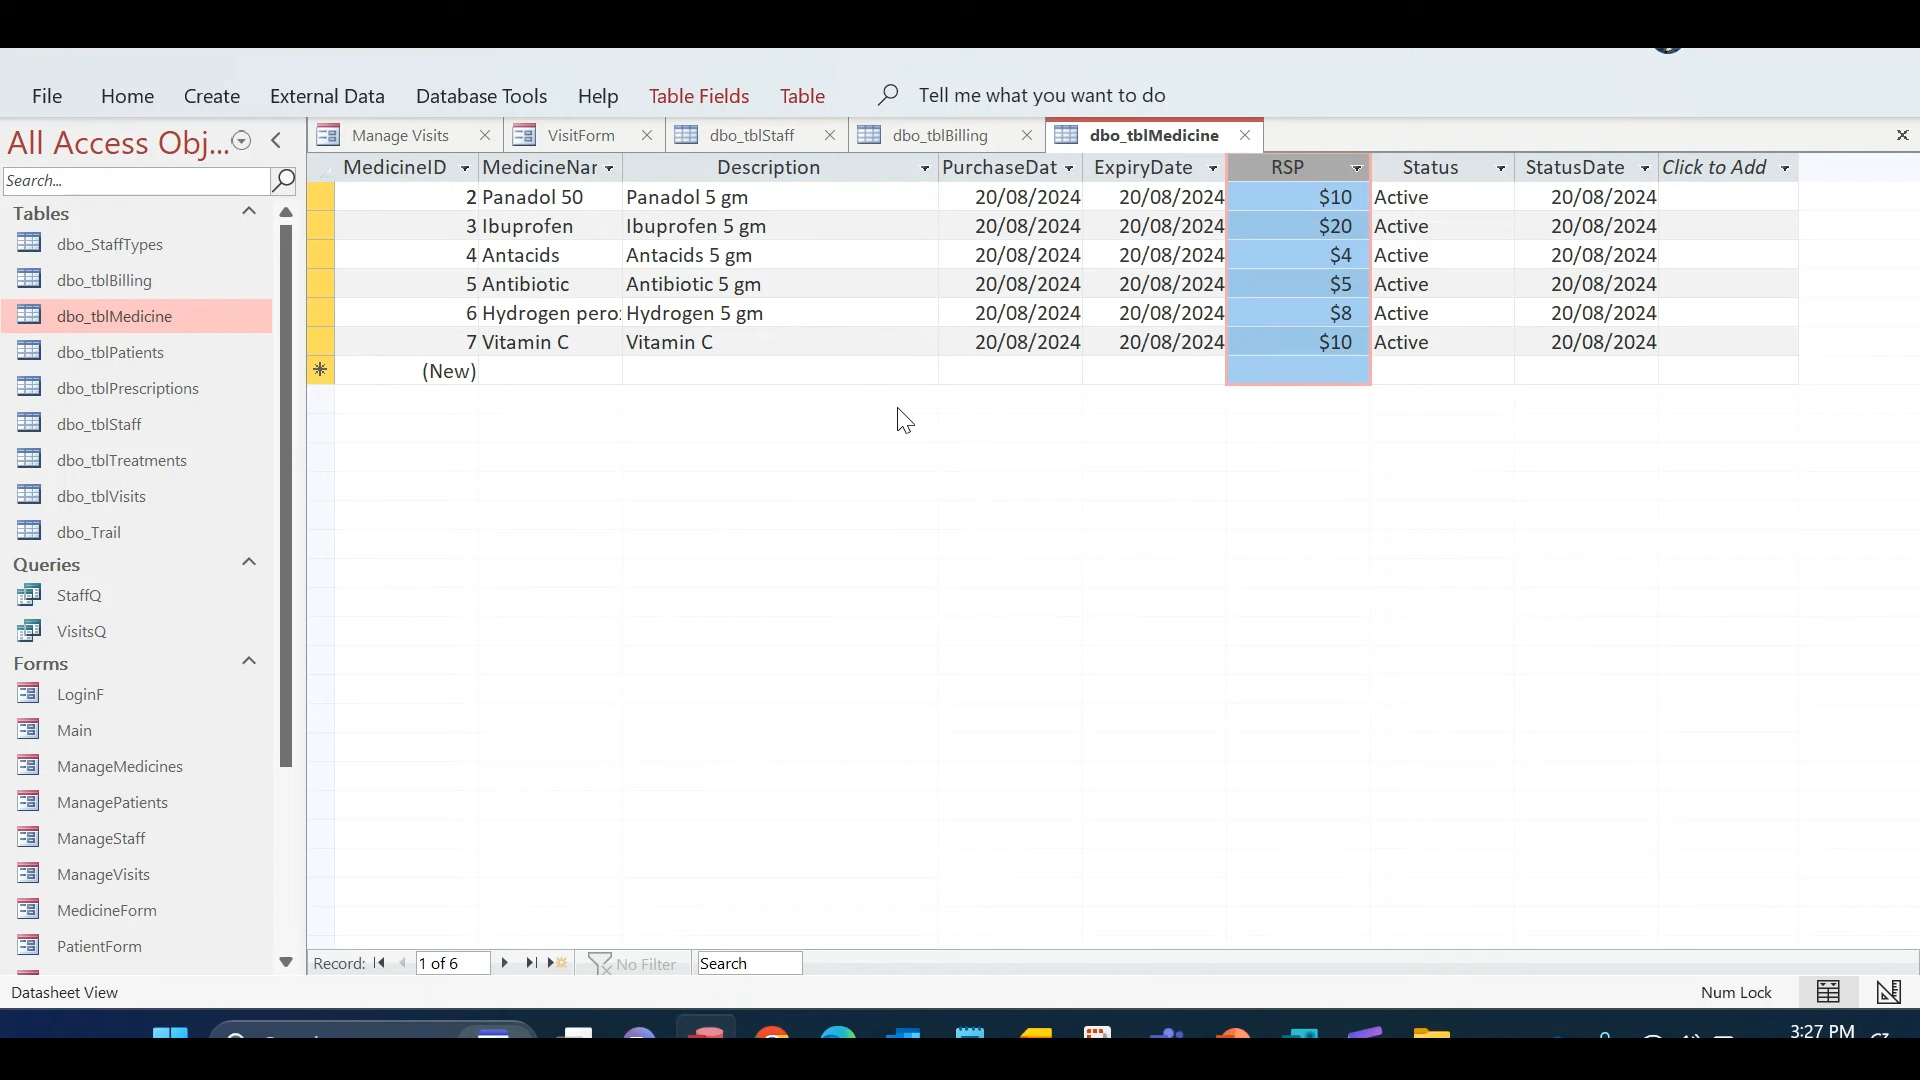 File Home Create External Data Database Tools Help Table Fields Table Tell me what you want to do
All Access Obj...
Search...
Tables
dbo_StaffTypes
dbo_tblBilling
dbo_tblMedicine
dbo_tblPatients
dbo_tblPrescriptions
dbo_tblStaff
dbo_tblTreatments
dbo_tblVisits
dbo_Trail
Queries
StaffQ
VisitsQ
Forms
LoginF
Main
ManageMedicines
ManagePatients
ManageStaff
ManageVisits
MedicineForm
PatientForm
Manage Visits VisitForm dbo_tblStaff dbo_tblBilling dbo_tblMedicine
MedicineID MedicineNar Description PurchaseDat ExpiryDate RSP Status StatusDate Click to Add
2 Panadol 50 Panadol 5 gm 20/08/2024 20/08/2024 $10 Active 20/08/2024
3 Ibuprofen Ibuprofen 5 gm 20/08/2024 20/08/2024 $20 Active 20/08/2024
4 Antacids Antacids 5 gm 20/08/2024 20/08/2024 $4 Active 20/08/2024
5 Antibiotic Antibiotic 5 gm 20/08/2024 20/08/2024 $5 Active 20/08/2024
6 Hydrogen pero Hydrogen 5 gm 20/08/2024 20/08/2024 $8 Active 20/08/2024
7 Vitamin C Vitamin C 20/08/2024 20/08/2024 $10 Active 20/08/2024
(New)
Record: 1 of 6 No Filter Search
Datasheet View Num Lock
3:27 PM